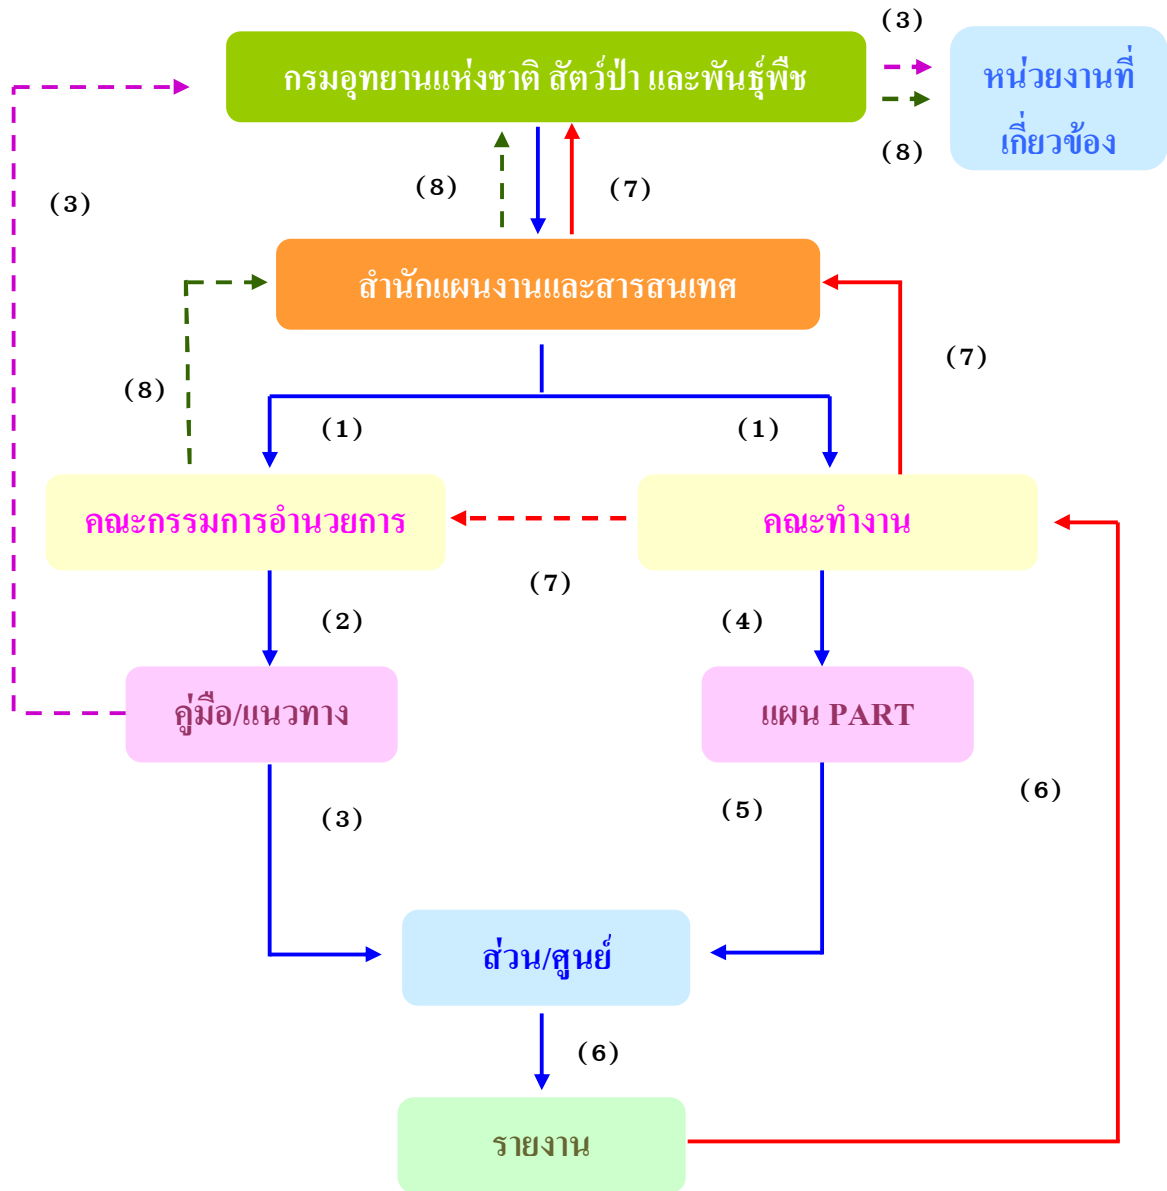 (3)
กรมอุทยานแห่งชาติ สัตว์ป่า และพันธุ์พืช
หน่วยงานที่
เกี่ยวข้อง
(8)
(8)
(7)
(3)
สำนักแผนงานและสารสนเทศ
(7)
(8)
(1)
(1)
คณะกรรมการอำนวยการ
คณะทำงาน
(7)
(2)
(4)
คู่มือ/แนวทาง
แผน PART
(3)
(5)
(6)
ส่วน/ศูนย์
(6)
รายงาน